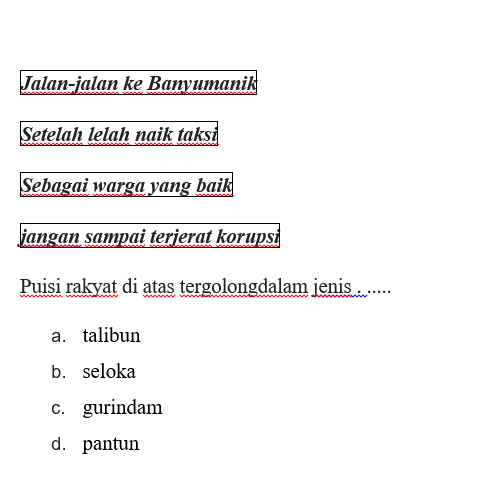 Jalan-jalan ke Banyumanik
Setelah lelah naik taksi
Sebagai warga yang baik
jangan sampai terjerat korupsi
Puisi rakyat di atas tergolongdalam jenis . .....
a. talibun
b. seloka
c. gurindam
d. pantun